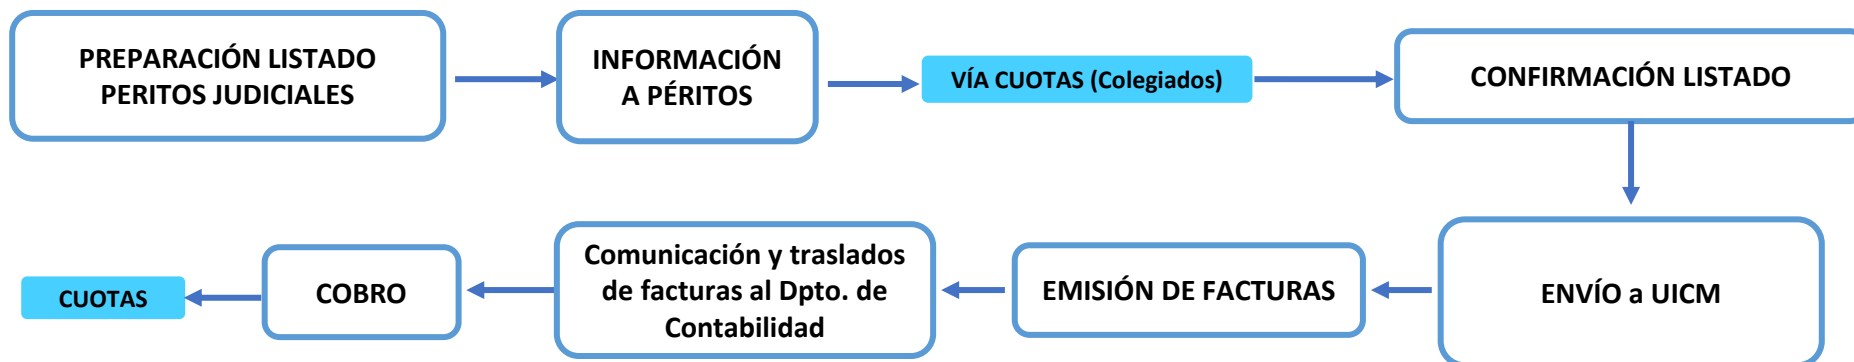 PREPARACIÓN LISTADO
PERITOS JUDICIALES
INFORMACIÓN
A PÉRITOS
VÍA CUOTAS (Colegiados)
CONFIRMACIÓN LISTADO
ENVÍO a UICM
EMISIÓN DE FACTURAS
Comunicación y traslados
de facturas al Dpto. de
Contabilidad
COBRO
CUOTAS